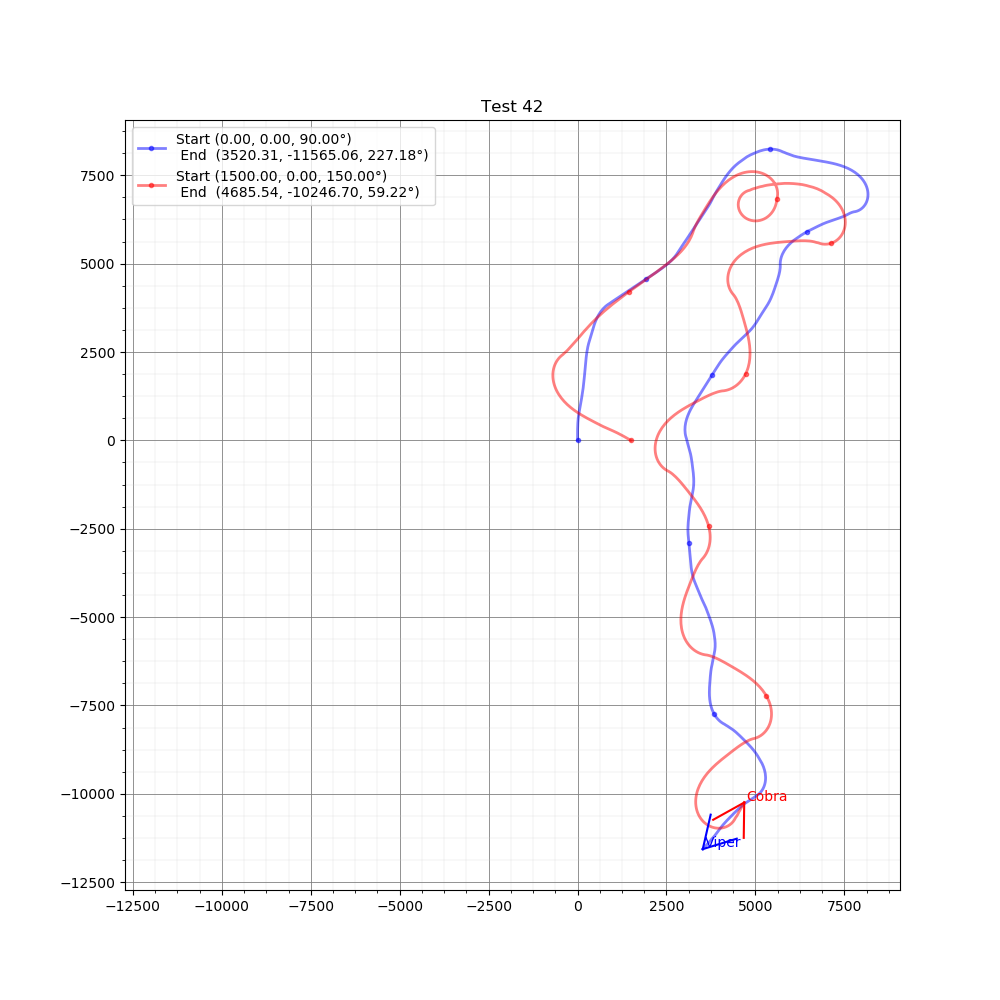 Test 42
Start (0.00, 0.00, 90.00°)
End (3520.31, -11565.06, 227.18°)
Start (1500.00, 0.00, 150.00°)
End (4685.54, -10246.70, 59.22°)
7500
5000
2500
0
−2500
−5000
−7500
−10000
−12500
Cobra
Viper
−12500 −10000 −7500 −5000 −2500 0 2500 5000 7500